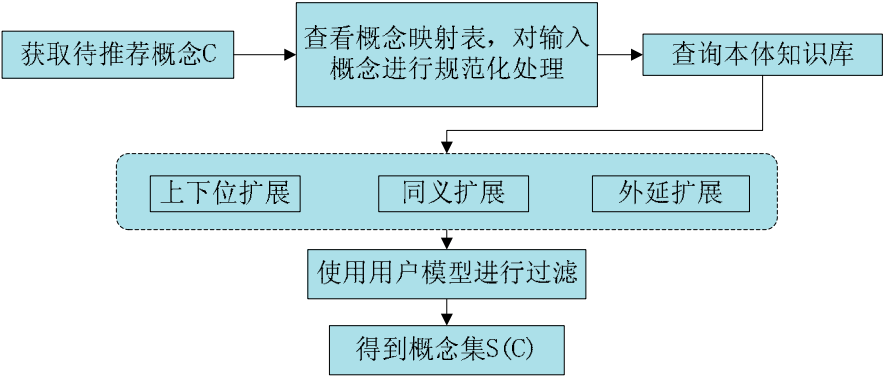 获取待推荐概念C
查看概念映射表，对输入
概念进行规范化处理
查询本体知识库
上下位扩展
同义扩展
外延扩展
使用用户模型进行过滤
得到概念集S(C)